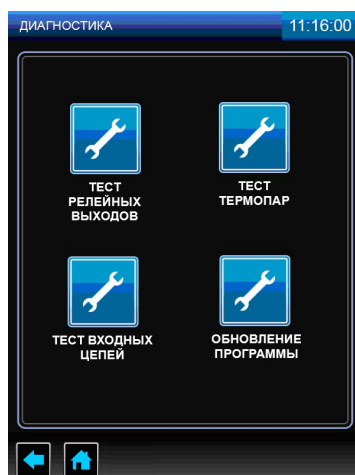 ДИАГНОСТИКА
11:16:00
ТЕСТ
РЕЛЕЙНЫХ
ВЫХОДОВ
ТЕСТ
ТЕРМОПАР
ТЕСТ ВХОДНЫХ
ЦЕПЕЙ
ОБНОВЛЕНИЕ
ПРОГРАММЫ